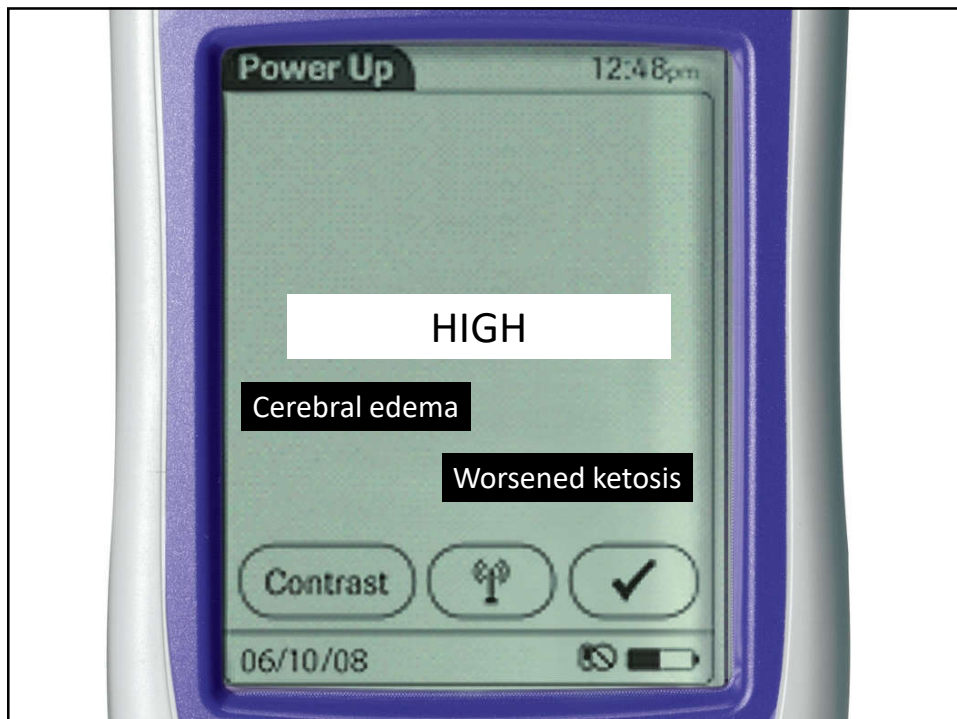 Power Up
12:48pm
HIGH
Cerebral edema
Worsened ketosis
Contrast
06/10/08